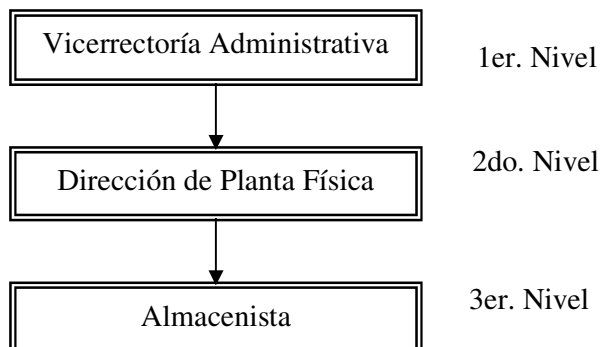 Vicerrectoría Administrativa
1er. Nivel
Dirección de Planta Física
2do. Nivel
Almacenista
3er. Nivel